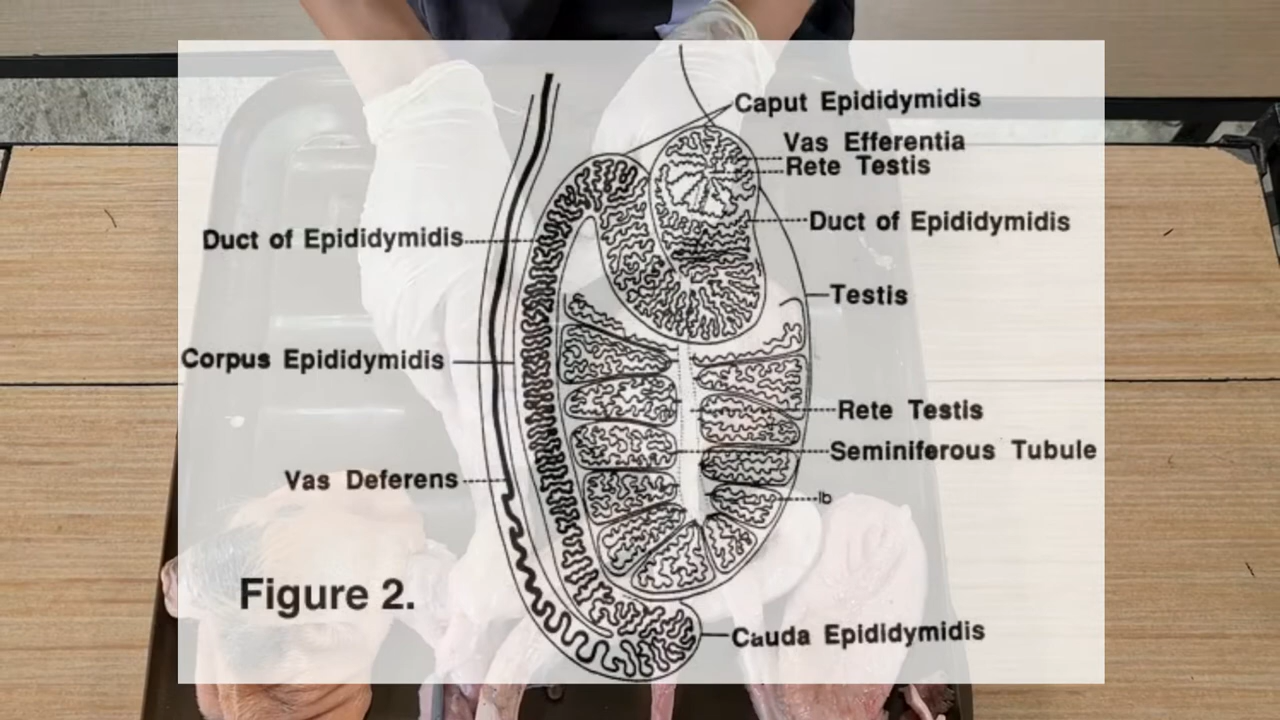 Caput Epididymidis
Vas Efferentia
Rete Testis
Duct of Epididymidis
Duct of Epididymidis
Testis
Corpus Epididymidis
Rete Testis
Seminiferous Tubule
Vas Deferens
lb
Figure 2.
Cauda Epididymidis